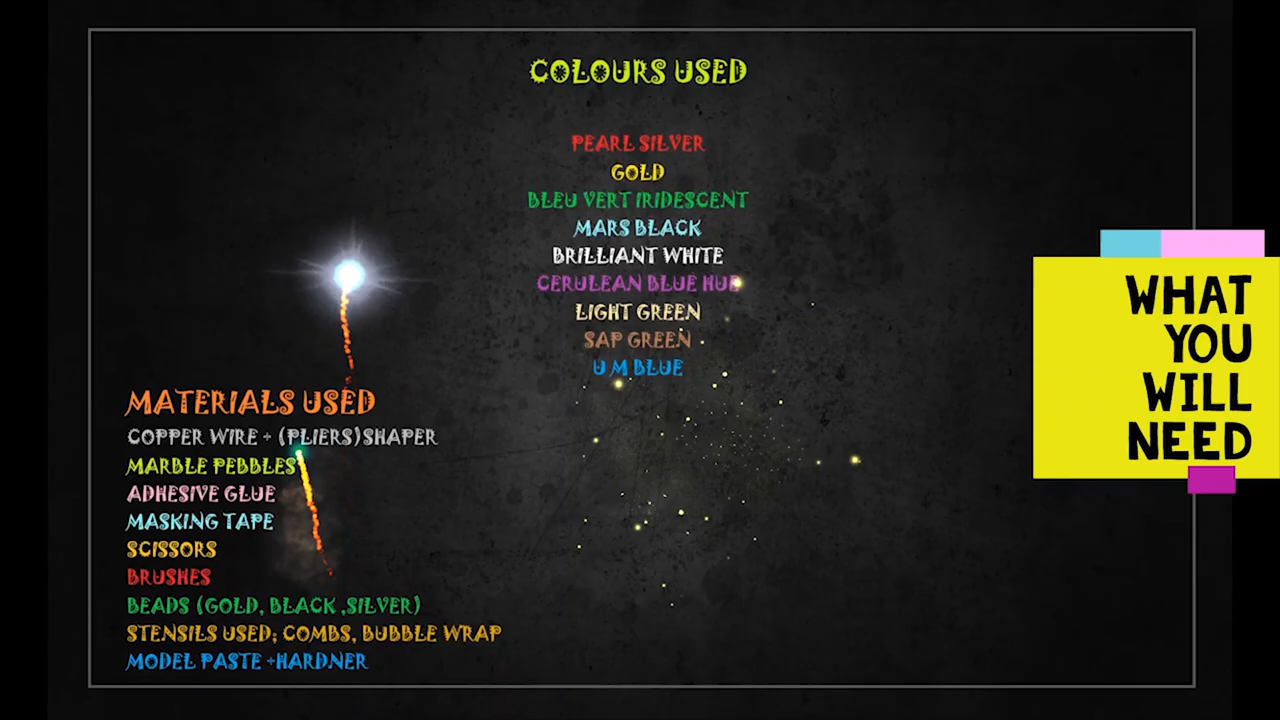 COLOURS USED
PEARL SILVER
GOLD
BLEU VERT IRIDESCENT
MARS BLACK
BRILLIANT WHITE
CERULEAN BLUE HUE
LIGHT GREEN
SAP GREEN
U M BLUE
MATERIALS USED
COPPER WIRE + (PLIERS)SHAPER
MARBLE PEBBLES
ADHESIVE GLUE
MASKING TAPE
SCISSORS
BRUSHES
BEADS (GOLD, BLACK ,SILVER)
STENSILS USED; COMBS, BUBBLE WRAP
MODEL PASTE +HARDNER
WHAT
YOU
WILL
NEED